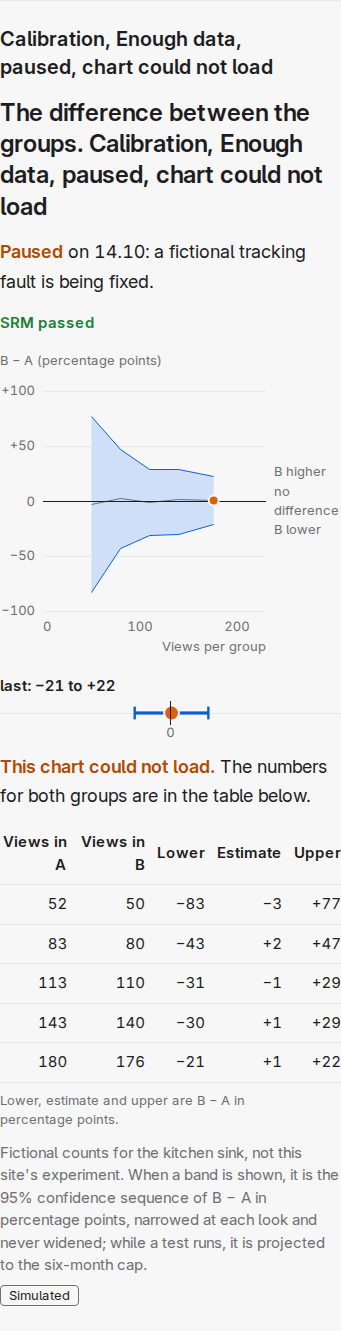 Calibration, Enough data,
paused, chart could not load
The difference between the
groups. Calibration, Enough
data, paused, chart could not
load
Paused on 14.10: a fictional tracking
fault is being fixed.
SRM passed
B − A (percentage points)
+100
+50
0
−50
−100
B higher
no
difference
B lower
0 100 200
Views per group
last: −21 to +22
0
This chart could not load. The numbers
for both groups are in the table below.
Views in A Views in B Lower Estimate Upper
52 50 −83 −3 +77
83 80 −43 +2 +47
113 110 −31 −1 +29
143 140 −30 +1 +29
180 176 −21 +1 +22
Lower, estimate and upper are B − A in
percentage points.
Fictional counts for the kitchen sink, not this
site's experiment. When a band is shown, it is the
95% confidence sequence of B − A in
percentage points, narrowed at each look and
never widened; while a test runs, it is projected
to the six-month cap.
Simulated